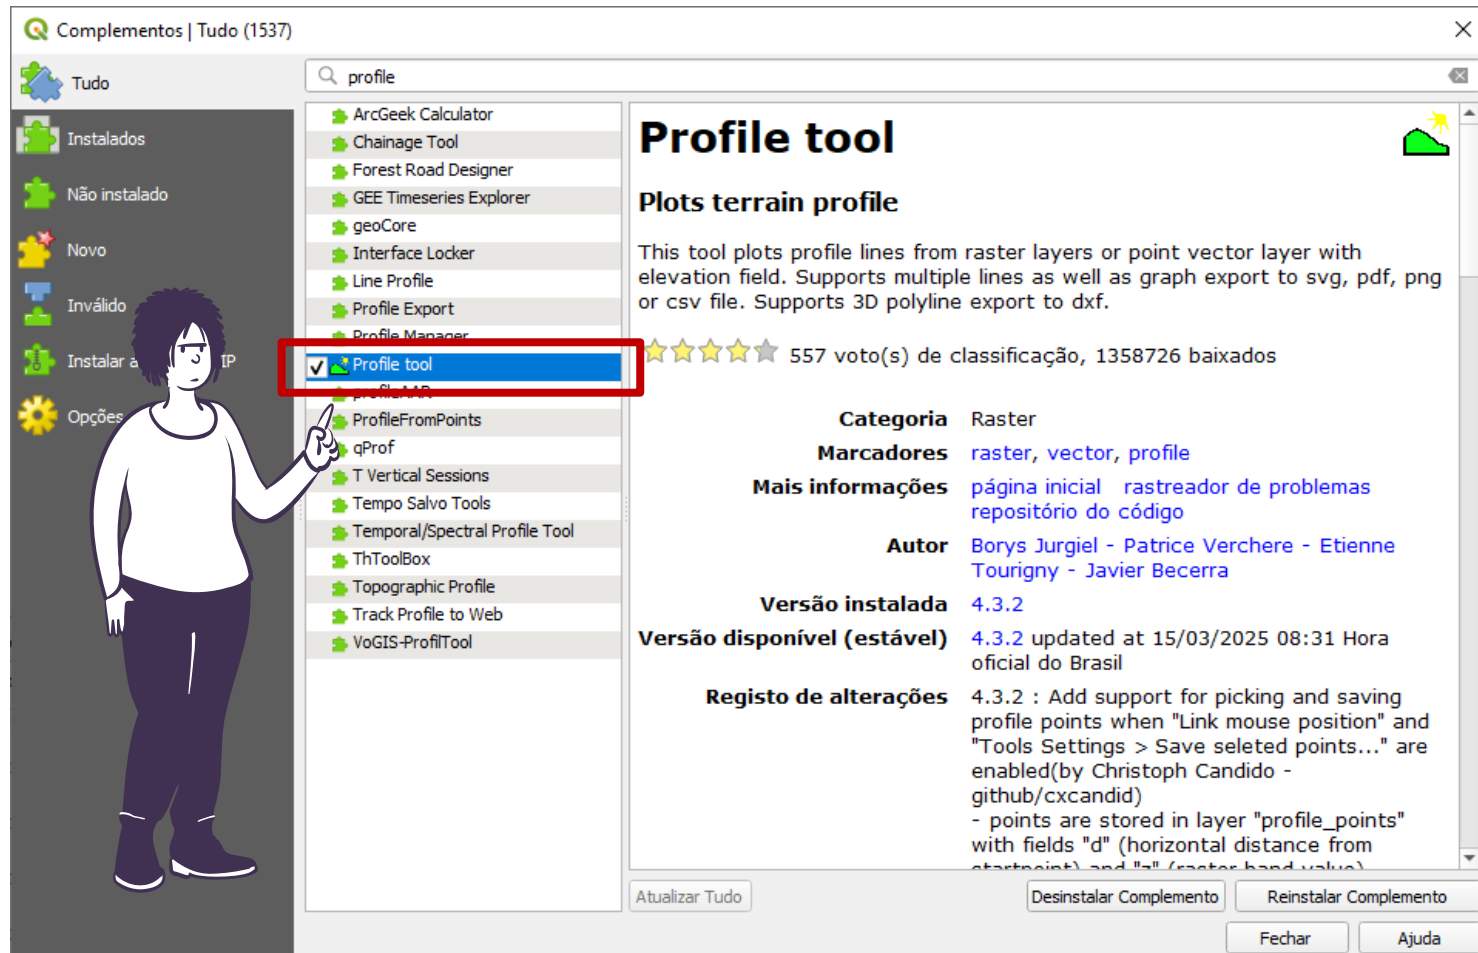 Complementos | Tudo (1537)
Tudo
Instalados
Não instalado
Novo
Inválido
Instalar a
IP
Opções
profile
ArcGeek Calculator
Chainage Tool
Forest Road Designer
GEE Timeseries Explorer
geoCore
Interface Locker
Line Profile
Profile Export
Profile Manager
Profile tool
profileAAR
ProfileFromPoints
qProf
T Vertical Sessions
Tempo Salvo Tools
Temporal/Spectral Profile Tool
ThToolBox
Topographic Profile
Track Profile to Web
VoGIS-ProfilTool
Profile tool
Plots terrain profile
This tool plots profile lines from raster layers or point vector layer with
elevation field. Supports multiple lines as well as graph export to svg, pdf, png
or csv file. Supports 3D polyline export to dxf.
557 voto(s) de classificação, 1358726 baixados
Categoria Raster
Marcadores raster, vector, profile
Mais informações página inicial rastreador de problemas
repositório do código
Autor Borys Jurgiel - Patrice Verchere - Etienne
Tourigny - Javier Becerra
Versão instalada 4.3.2
Versão disponível (estável) 4.3.2 updated at 15/03/2025 08:31 Hora
oficial do Brasil
Registo de alterações 4.3.2 : Add support for picking and saving
profile points when "Link mouse position" and
"Tools Settings > Save seleted points..." are
enabled(by Christoph Candido -
github/cxcandid)
- points are stored in layer "profile_points"
with fields "d" (horizontal distance from
startpoint) and "z" (raster band value)
Atualizar Tudo
Desinstalar Complemento
Reinstalar Complemento
Fechar
Ajuda